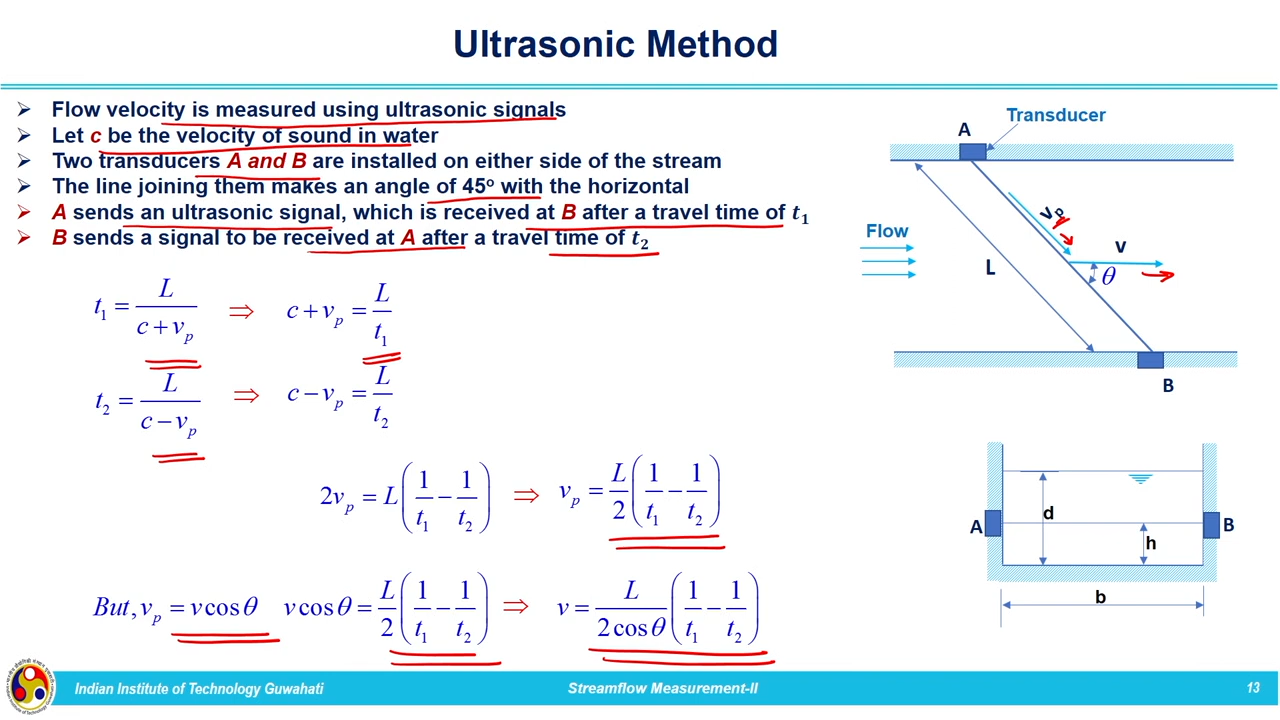 Ultrasonic Method
➢ Flow velocity is measured using ultrasonic signals
➢ Let c be the velocity of sound in water
➢ Two transducers A and B are installed on either side of the stream
➢ The line joining them makes an angle of 45° with the horizontal
➢ A sends an ultrasonic signal, which is received at B after a travel time of t₁
➢ B sends a signal to be received at A after a travel time of t₂
t₁ = L / (c + vₚ) ⇒ c + vₚ = L / t₁
t₂ = L / (c − vₚ) ⇒ c − vₚ = L / t₂
2vₚ = L (1/t₁ − 1/t₂) ⇒ vₚ = L/2 (1/t₁ − 1/t₂)
But, vₚ = v cos θ v cos θ = L/2 (1/t₁ − 1/t₂) ⇒ v = L / (2 cos θ) (1/t₁ − 1/t₂)
Transducer
A
vₚ
Flow
v
L
θ
B
A
d
B
h
b
Indian Institute of Technology Guwahati
Streamflow Measurement-II
13